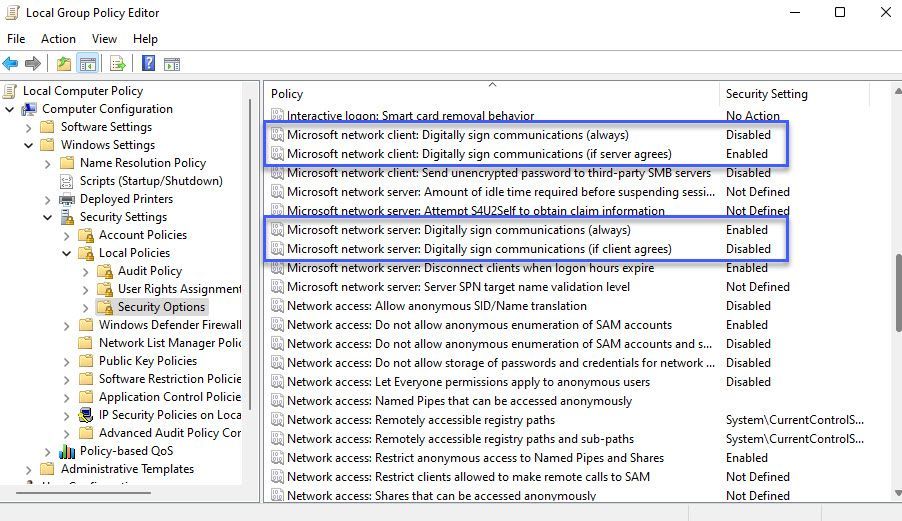 Local Group Policy Editor
File Action View Help
Local Computer Policy
Computer Configuration
Software Settings
Windows Settings
Name Resolution Policy
Scripts (Startup/Shutdown)
Deployed Printers
Security Settings
Account Policies
Local Policies
Audit Policy
User Rights Assignment
Security Options
Windows Defender Firewall
Network List Manager Polic
Public Key Policies
Software Restriction Policie
Application Control Policie
IP Security Policies on Loca
Advanced Audit Policy Cor
Policy-based QoS
Administrative Templates
Policy Security Setting
Interactive logon: Smart card removal behavior No Action
Microsoft network client: Digitally sign communications (always) Disabled
Microsoft network client: Digitally sign communications (if server agrees) Enabled
Microsoft network client: Send unencrypted password to third-party SMB servers Disabled
Microsoft network server: Amount of idle time required before suspending sessi... Not Defined
Microsoft network server: Attempt S4U2Self to obtain claim information Not Defined
Microsoft network server: Digitally sign communications (always) Enabled
Microsoft network server: Digitally sign communications (if client agrees) Disabled
Microsoft network server: Disconnect clients when logon hours expire Enabled
Microsoft network server: Server SPN target name validation level Not Defined
Network access: Allow anonymous SID/Name translation Disabled
Network access: Do not allow anonymous enumeration of SAM accounts Enabled
Network access: Do not allow anonymous enumeration of SAM accounts and s... Disabled
Network access: Do not allow storage of passwords and credentials for network ... Disabled
Network access: Let Everyone permissions apply to anonymous users Disabled
Network access: Named Pipes that can be accessed anonymously
Network access: Remotely accessible registry paths System\CurrentControlS...
Network access: Remotely accessible registry paths and sub-paths System\CurrentControlS...
Network access: Restrict anonymous access to Named Pipes and Shares Enabled
Network access: Restrict clients allowed to make remote calls to SAM Not Defined
Network access: Shares that can be accessed anonymously Not Defined